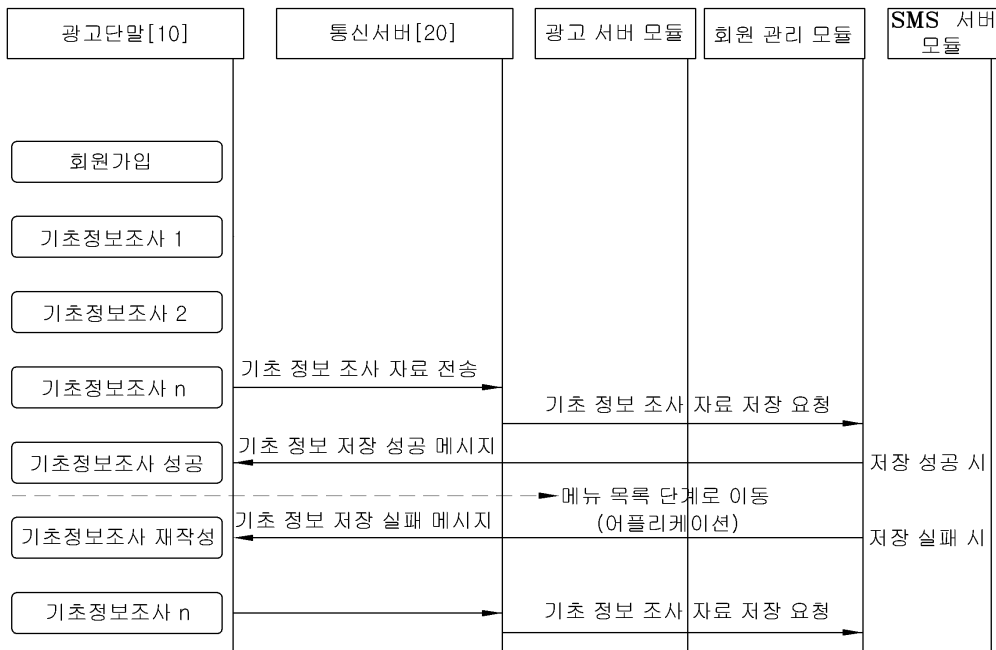 광고단말[10]
통신서버[20]
광고 서버 모듈
회원 관리 모듈
SMS 서버
모듈
회원가입
기초정보조사 1
기초정보조사 2
기초 정보 조사 자료 전송
기초정보조사 n
기초 정보 조사 자료 저장 요청
기초 정보 저장 성공 메시지
기초정보조사 성공
저장 성공 시
메뉴 목록 단계로 이동
(어플리케이션)
기초 정보 저장 실패 메시지
기초정보조사 재작성
저장 실패 시
기초정보조사 n
기초 정보 조사 자료 저장 요청